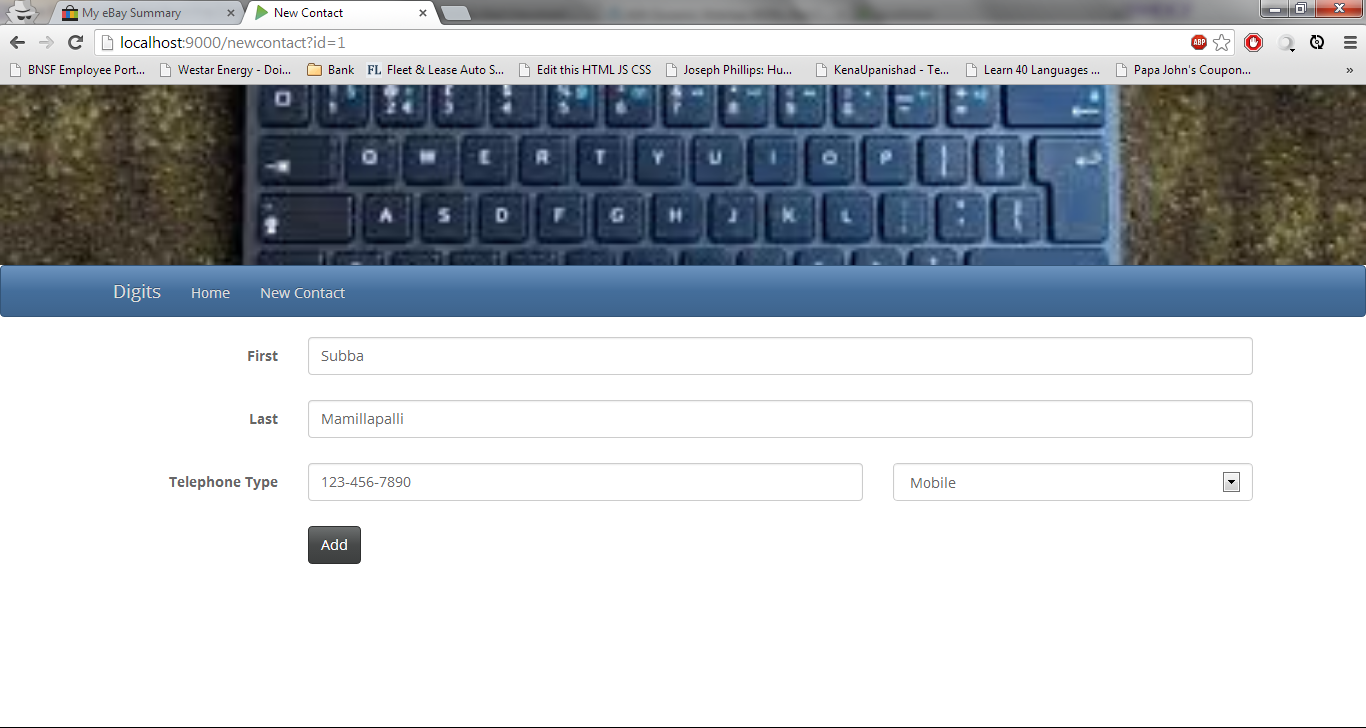 My eBay Summary
New Contact
localhost:9000/newcontact?id=1
ABP
BNSF Employee Port...
Westar Energy - Doi...
Bank
FL Fleet & Lease Auto S...
Edit this HTML JS CSS
Joseph Phillips: Hu...
KenaUpanishad - Te...
Learn 40 Languages ...
Papa John's Coupon...
»
Q W E R T Y U I O P
A S D F G H J K L
Digits Home New Contact
First Subba
Last Mamillapalli
Telephone Type 123-456-7890 Mobile
Add